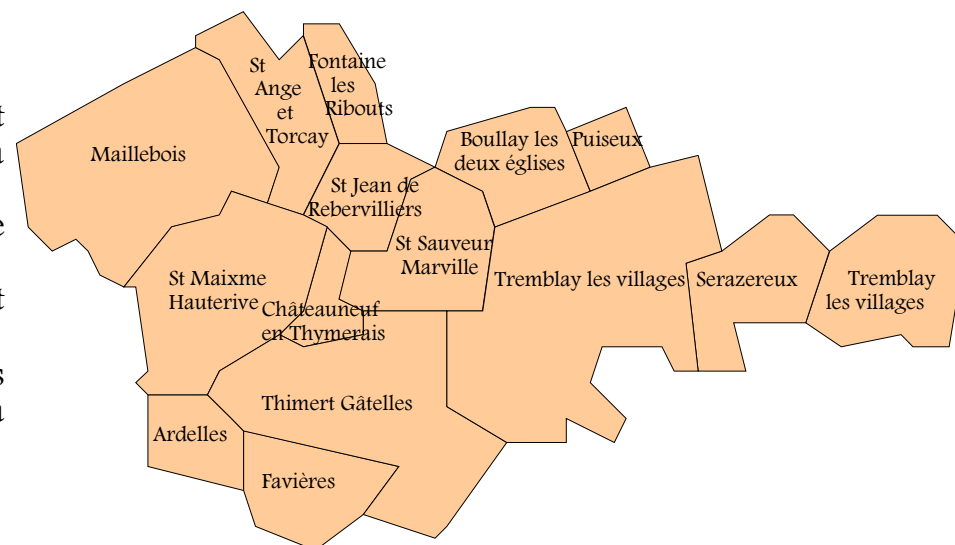 St
Ange
et
Torcay
Fontaine
les
Ribouts
Maillebois
Boullay les
deux églises
Puiseux
St Jean de
Rebervilliers
St Sauveur
Marville
St Maixme
Hauterive
Châteauneuf
en Thymerais
Tremblay les villages
Serazereux
Tremblay
les villages
Thimert Gâtelles
Ardelles
Favières